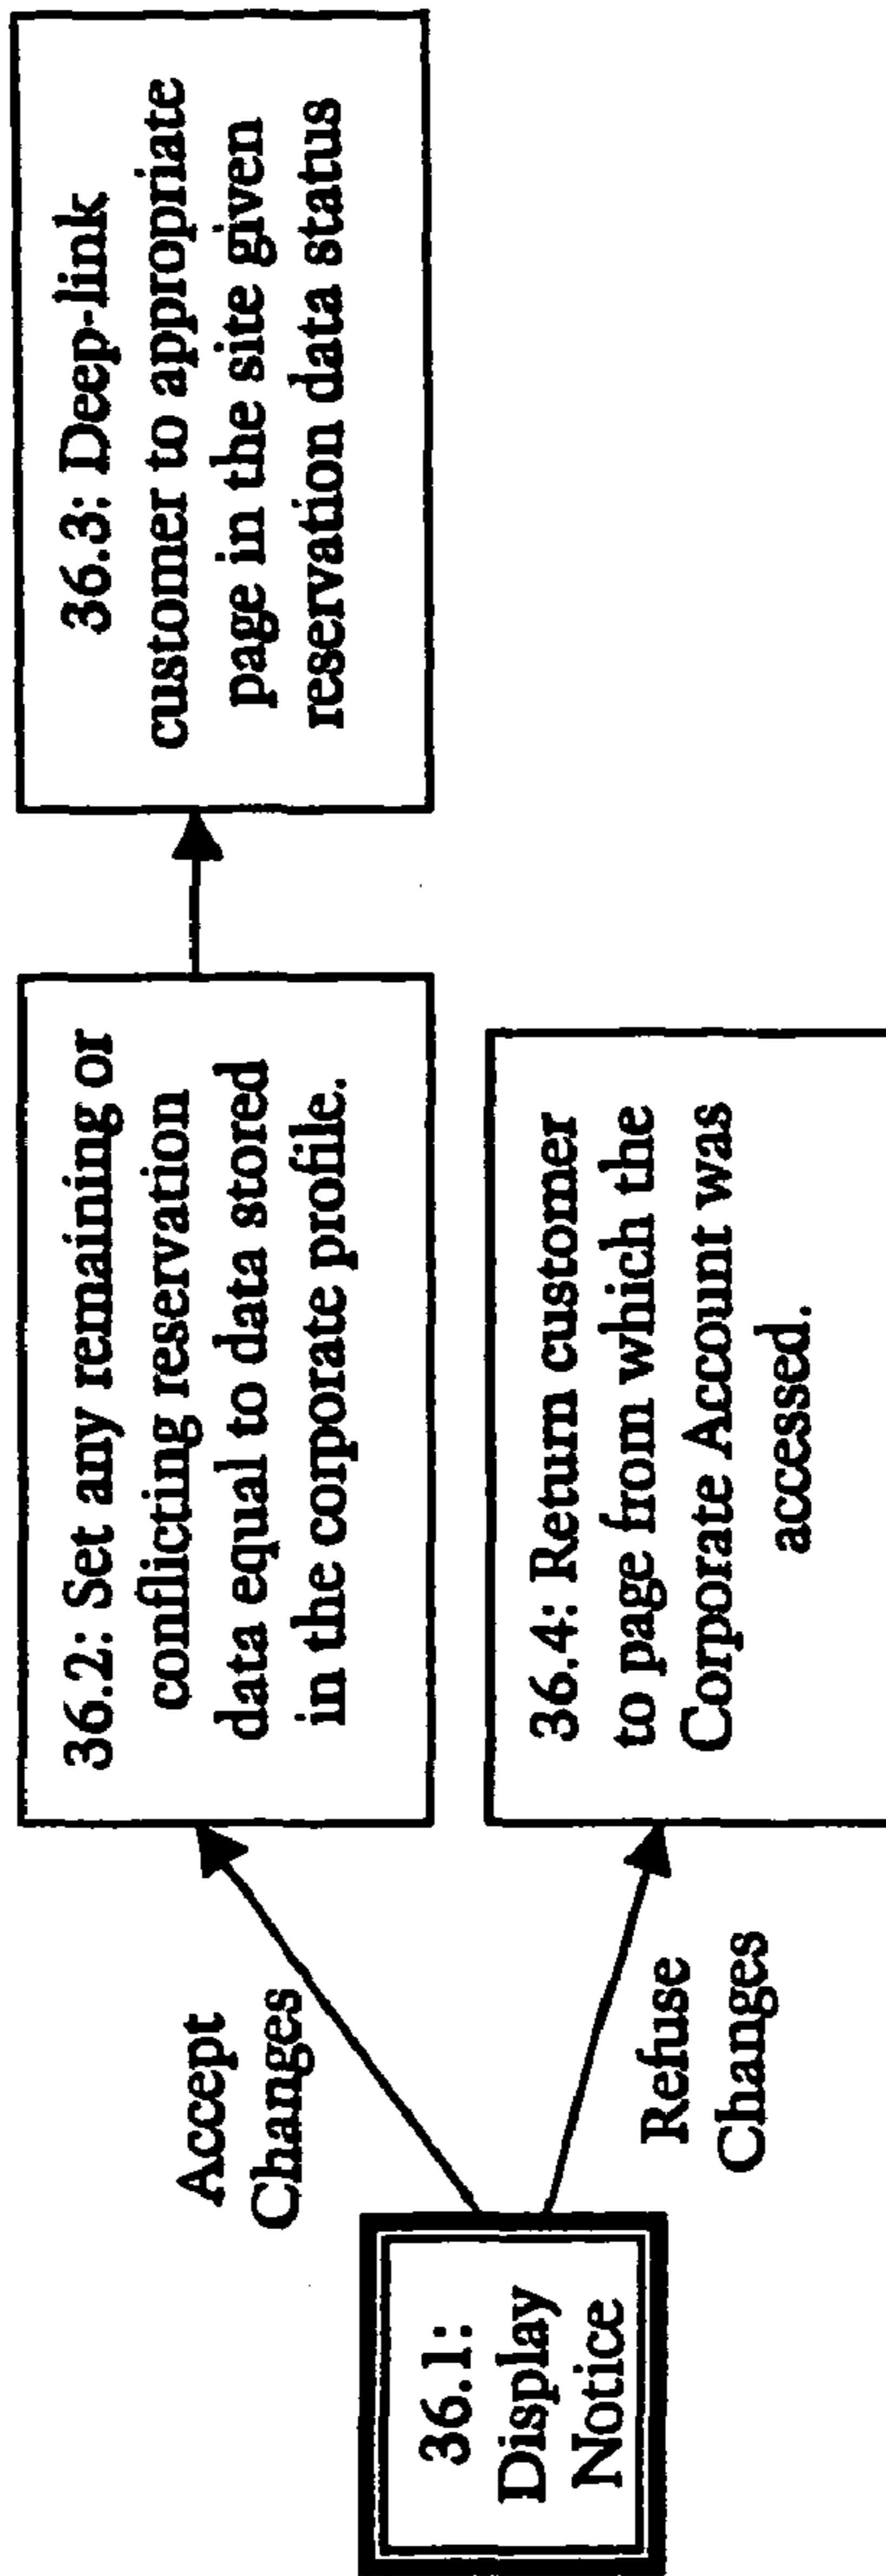 36.1:
Display
Notice
Accept
Changes
Refuse
Changes
36.2: Set any remaining or
conflicting reservation
data equal to data stored
in the corporate profile.
36.3: Deep-link
customer to appropriate
page in the site given
reservation data status
36.4: Return customer
to page from which the
Corporate Account was
accessed.